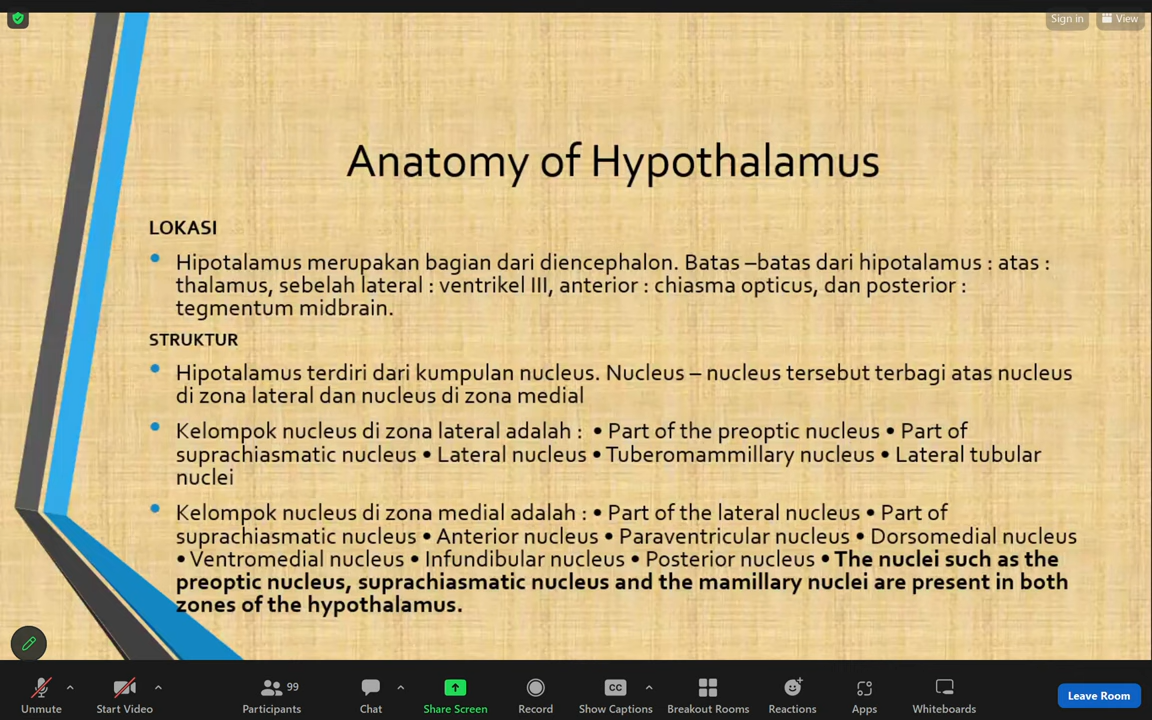 Sign in
View
Anatomy of Hypothalamus
LOKASI
• Hipotalamus merupakan bagian dari diencephalon. Batas –batas dari hipotalamus : atas :
thalamus, sebelah lateral : ventrikel III, anterior : chiasma opticus, dan posterior :
tegmentum midbrain.
STRUKTUR
• Hipotalamus terdiri dari kumpulan nucleus. Nucleus – nucleus tersebut terbagi atas nucleus
di zona lateral dan nucleus di zona medial
• Kelompok nucleus di zona lateral adalah : • Part of the preoptic nucleus • Part of
suprachiasmatic nucleus • Lateral nucleus • Tuberomammillary nucleus • Lateral tubular
nuclei
• Kelompok nucleus di zona medial adalah : • Part of the lateral nucleus • Part of
suprachiasmatic nucleus • Anterior nucleus • Paraventricular nucleus • Dorsomedial nucleus
• Ventromedial nucleus • Infundibular nucleus • Posterior nucleus • The nuclei such as the
preoptic nucleus, suprachiasmatic nucleus and the mamillary nuclei are present in both
zones of the hypothalamus.
99
CC
Unmute
Start Video
Participants
Chat
Share Screen
Record
Show Captions
Breakout Rooms
Reactions
Apps
Whiteboards
Leave Room